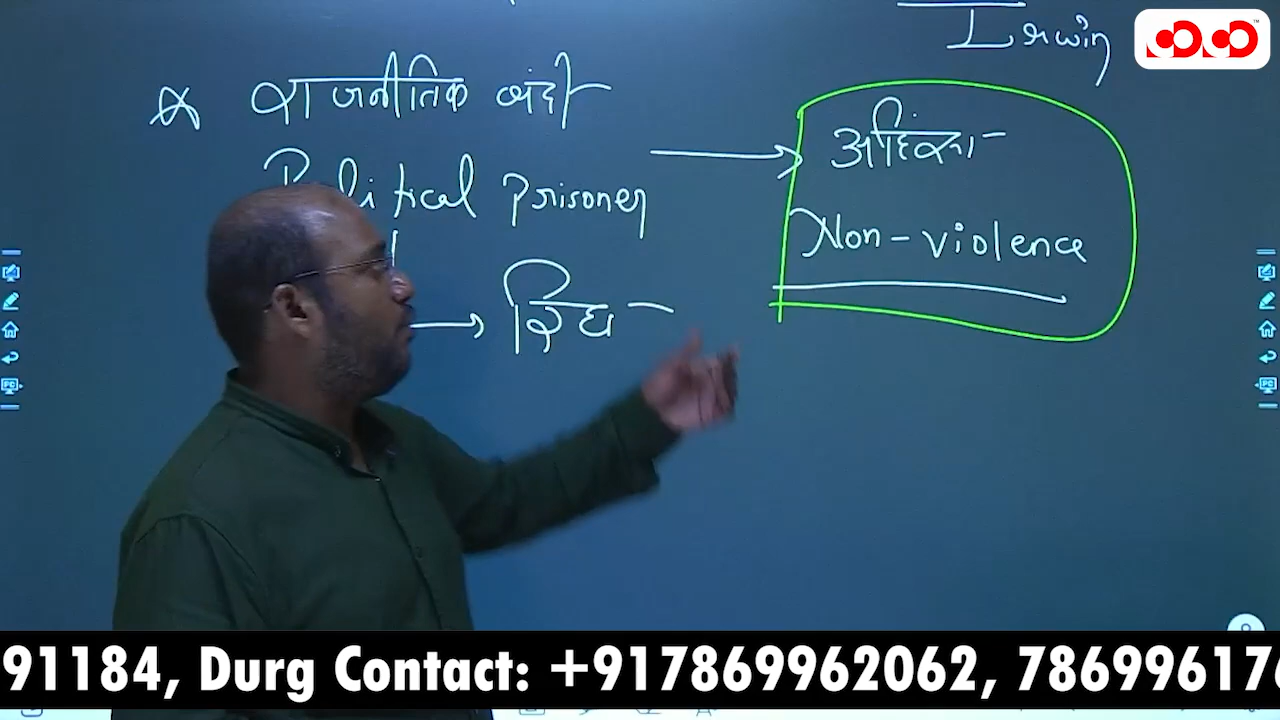 Irwin
राजनीतिक बंदी
Political prisoner
अहिंसा
Non-violence
91184, Durg Contact: +917869962062, 78699617